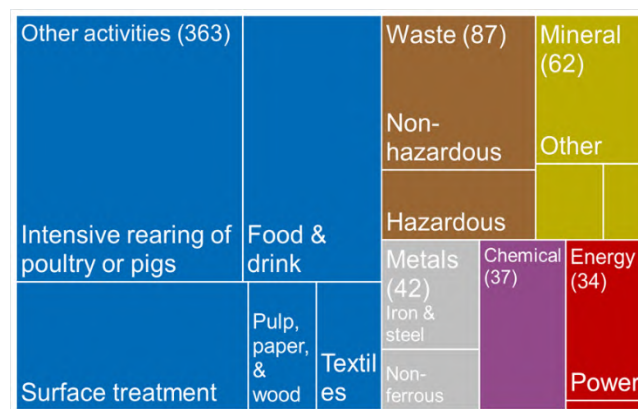 Other activities (363)
Intensive rearing of
poultry or pigs
Food &
drink
Surface treatment
Pulp,
paper,
&
wood
Textil
es
Waste (87)
Non-
hazardous
Hazardous
Mineral
(62)
Other
Metals
(42)
Iron &
steel
Non-
ferrous
Chemical
(37)
Energy
(34)
Power